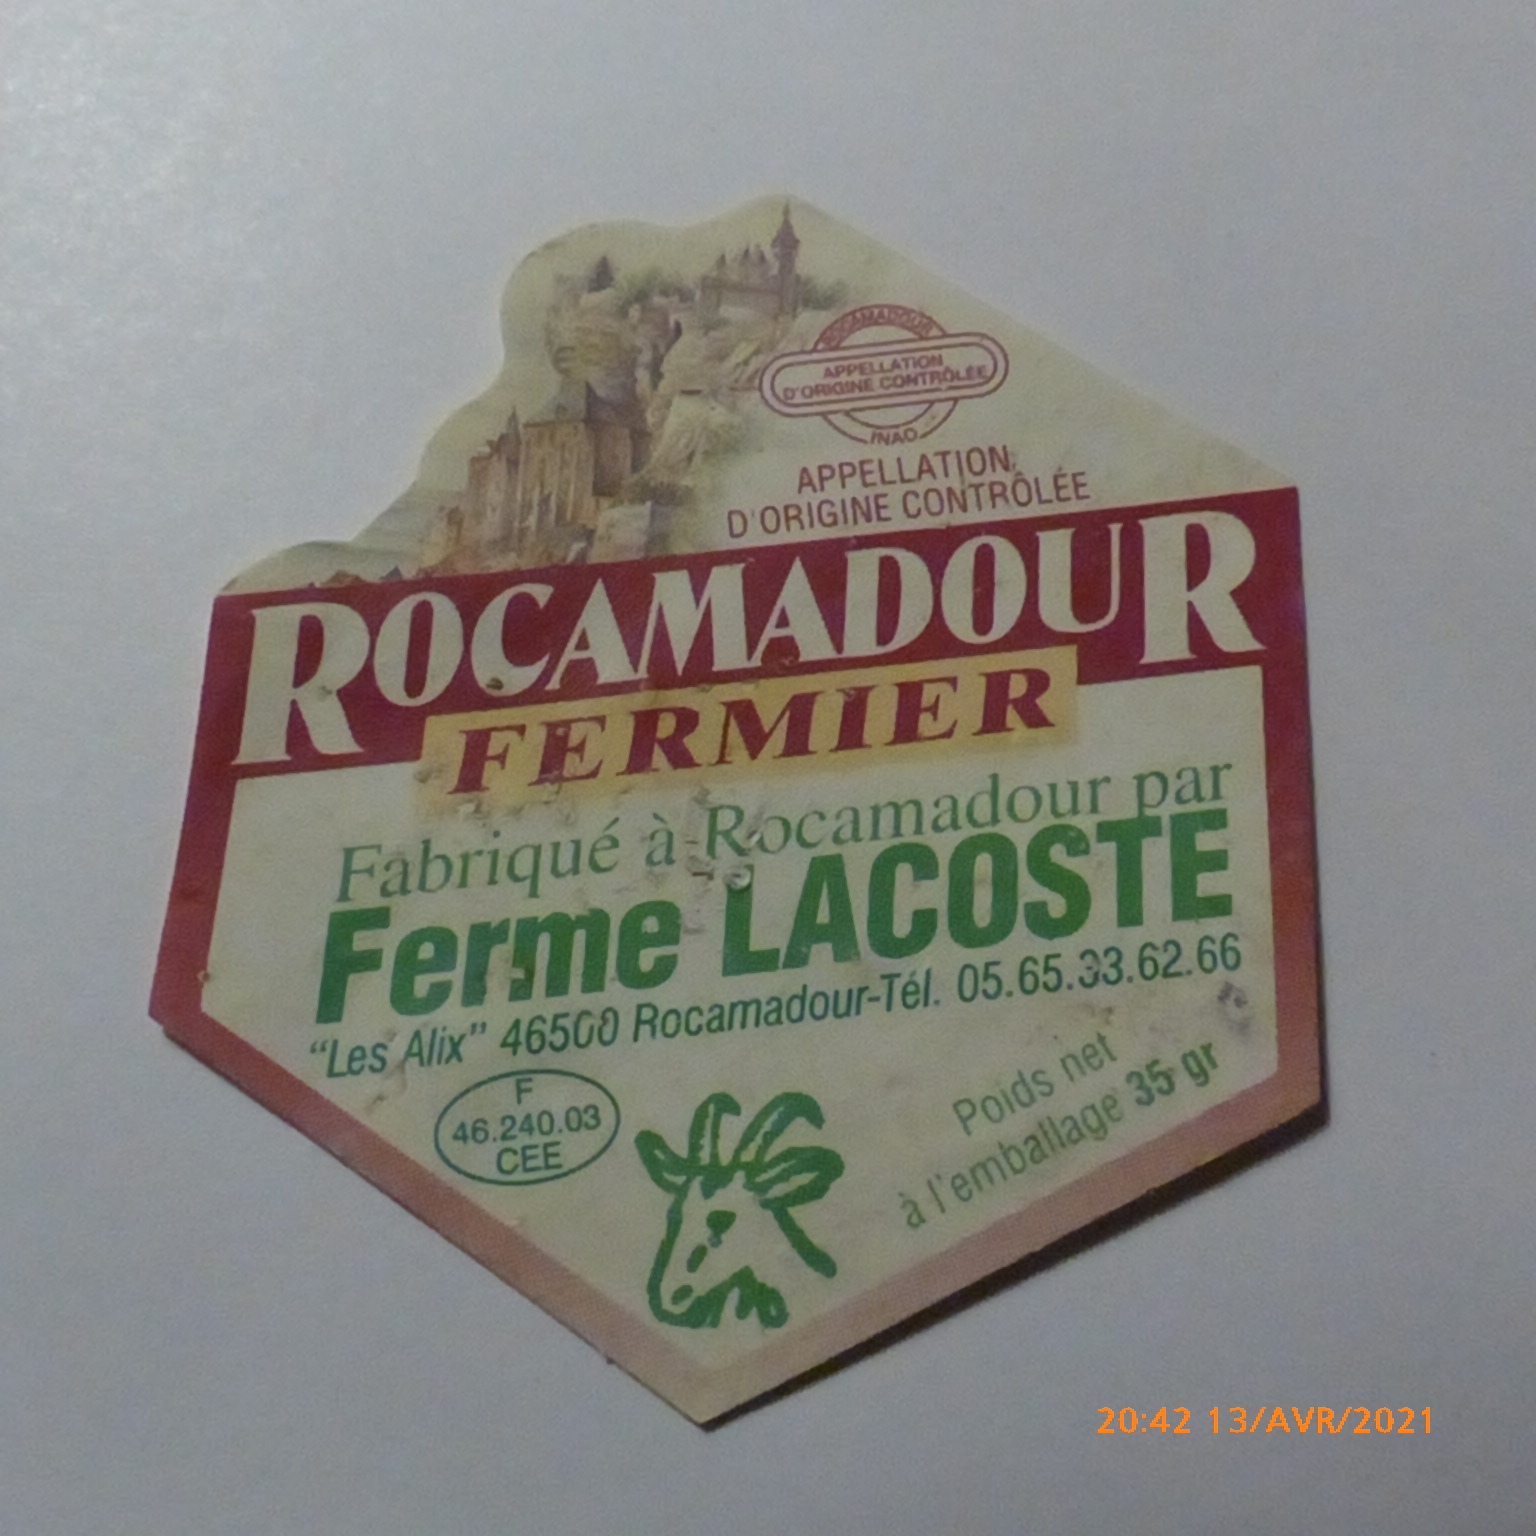 ROCAMADOUR
APPELLATION
D'ORIGINE CONTRÔLÉE
INAO
APPELLATION
D'ORIGINE CONTRÔLÉE
ROCAMADOUR
FERMIER
Fabriqué à Rocamadour par
Ferme LACOSTE
"Les Alix" 46500 Rocamadour-Tél. 05.65.33.62.66
F
46.240.03
CEE
Poids net
à l'emballage 35 gr
20:42 13/AVR/2021